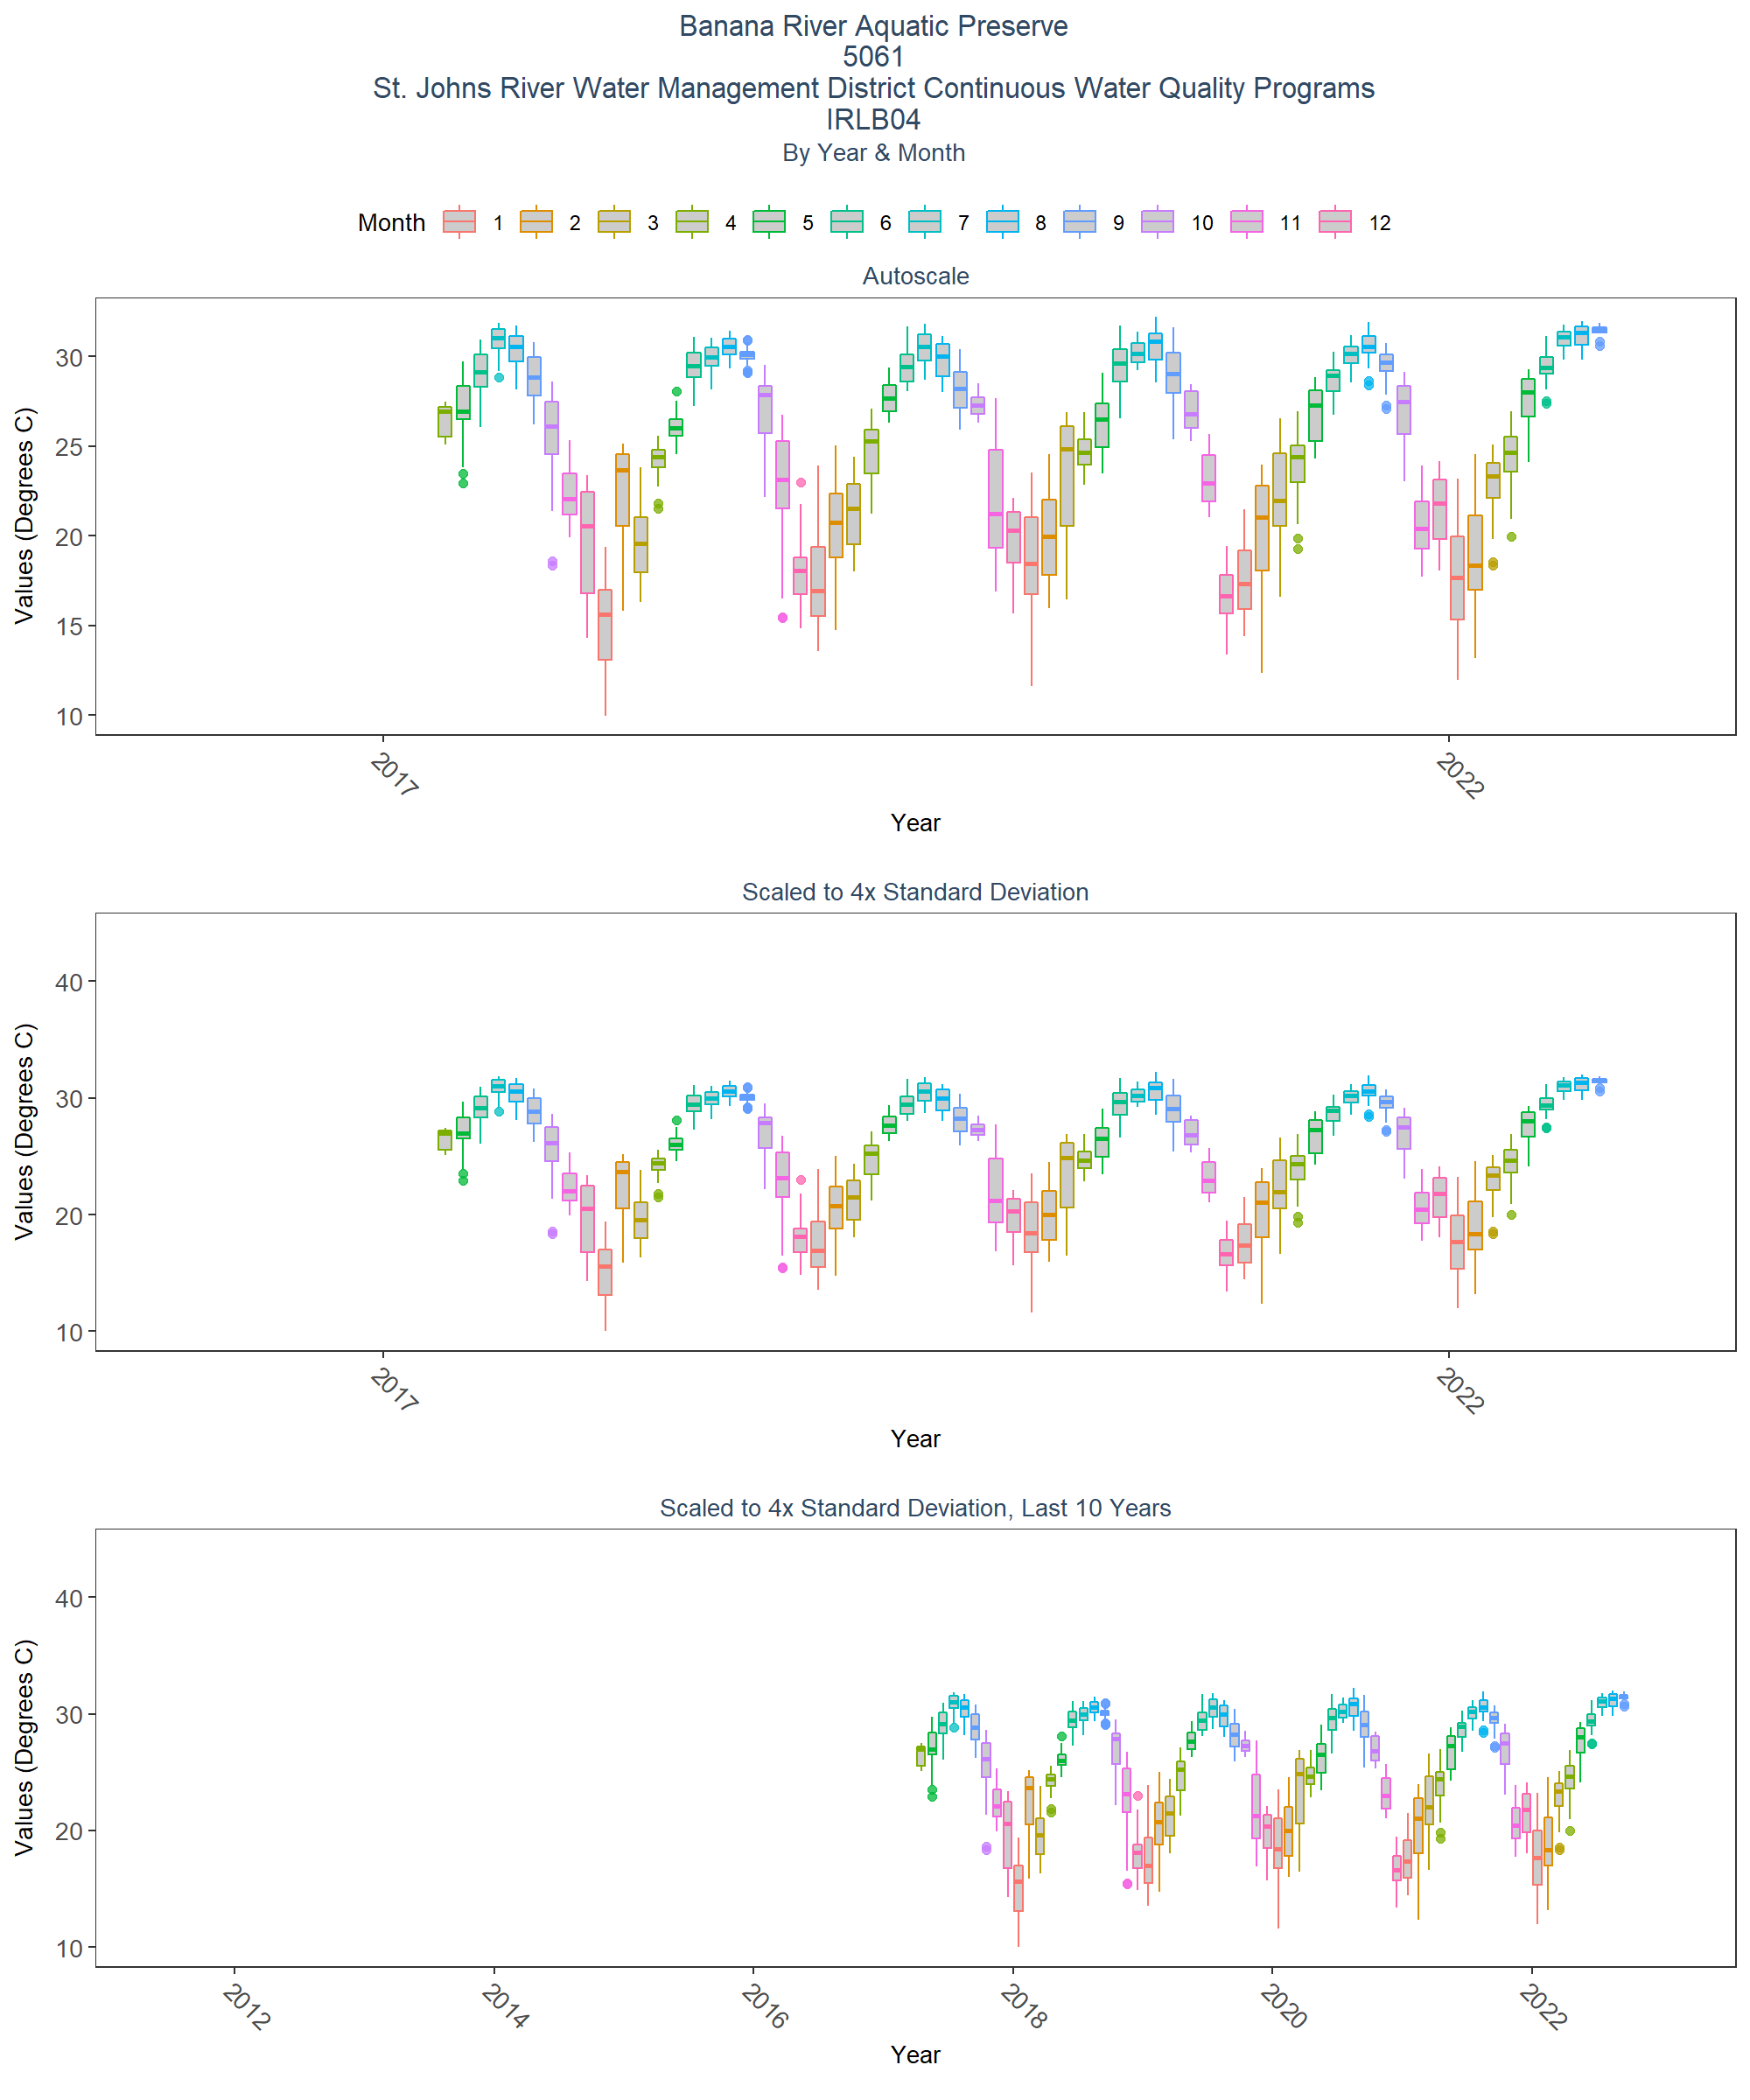 Banana River Aquatic Preserve
5061
St. Johns River Water Management District Continuous Water Quality Programs
IRLB04
By Year & Month
Month 1 2 3 4 5 6 7 8 9 10 11 12
Autoscale
Values (Degrees C)
30
25
20
15
10
2017 2022
Year
Scaled to 4x Standard Deviation
Values (Degrees C)
40
30
20
10
2017 2022
Year
Scaled to 4x Standard Deviation, Last 10 Years
Values (Degrees C)
40
30
20
10
2012 2014 2016 2018 2020 2022
Year